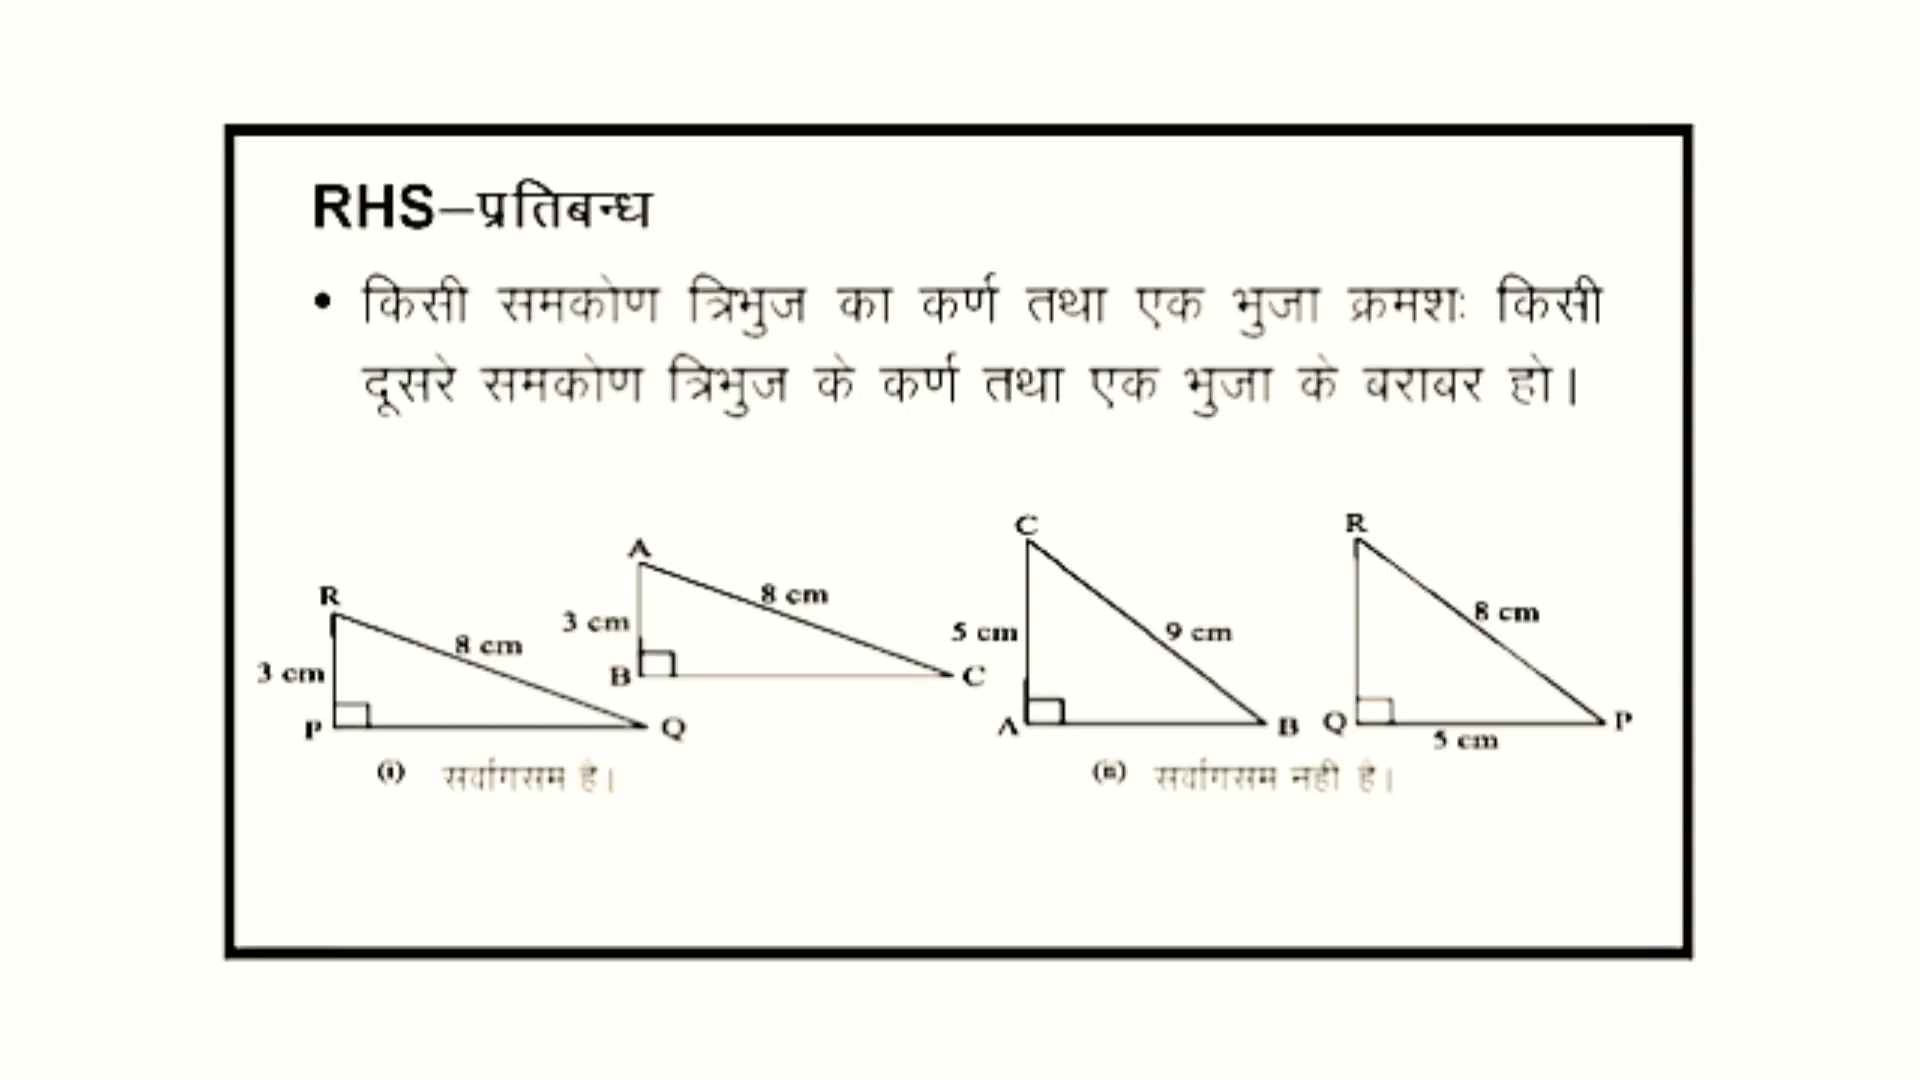 RHS–प्रतिबन्ध
• किसी समकोण त्रिभुज का कर्ण तथा एक भुजा क्रमशः किसी
दूसरे समकोण त्रिभुज के कर्ण तथा एक भुजा के बराबर हो।
R
3 cm
8 cm
P
Q
A
3 cm
8 cm
B
C
C
5 cm
9 cm
A
B
R
8 cm
Q
P
5 cm
(i) सर्वांगसम है।
(ii) सर्वांगसम नही है।